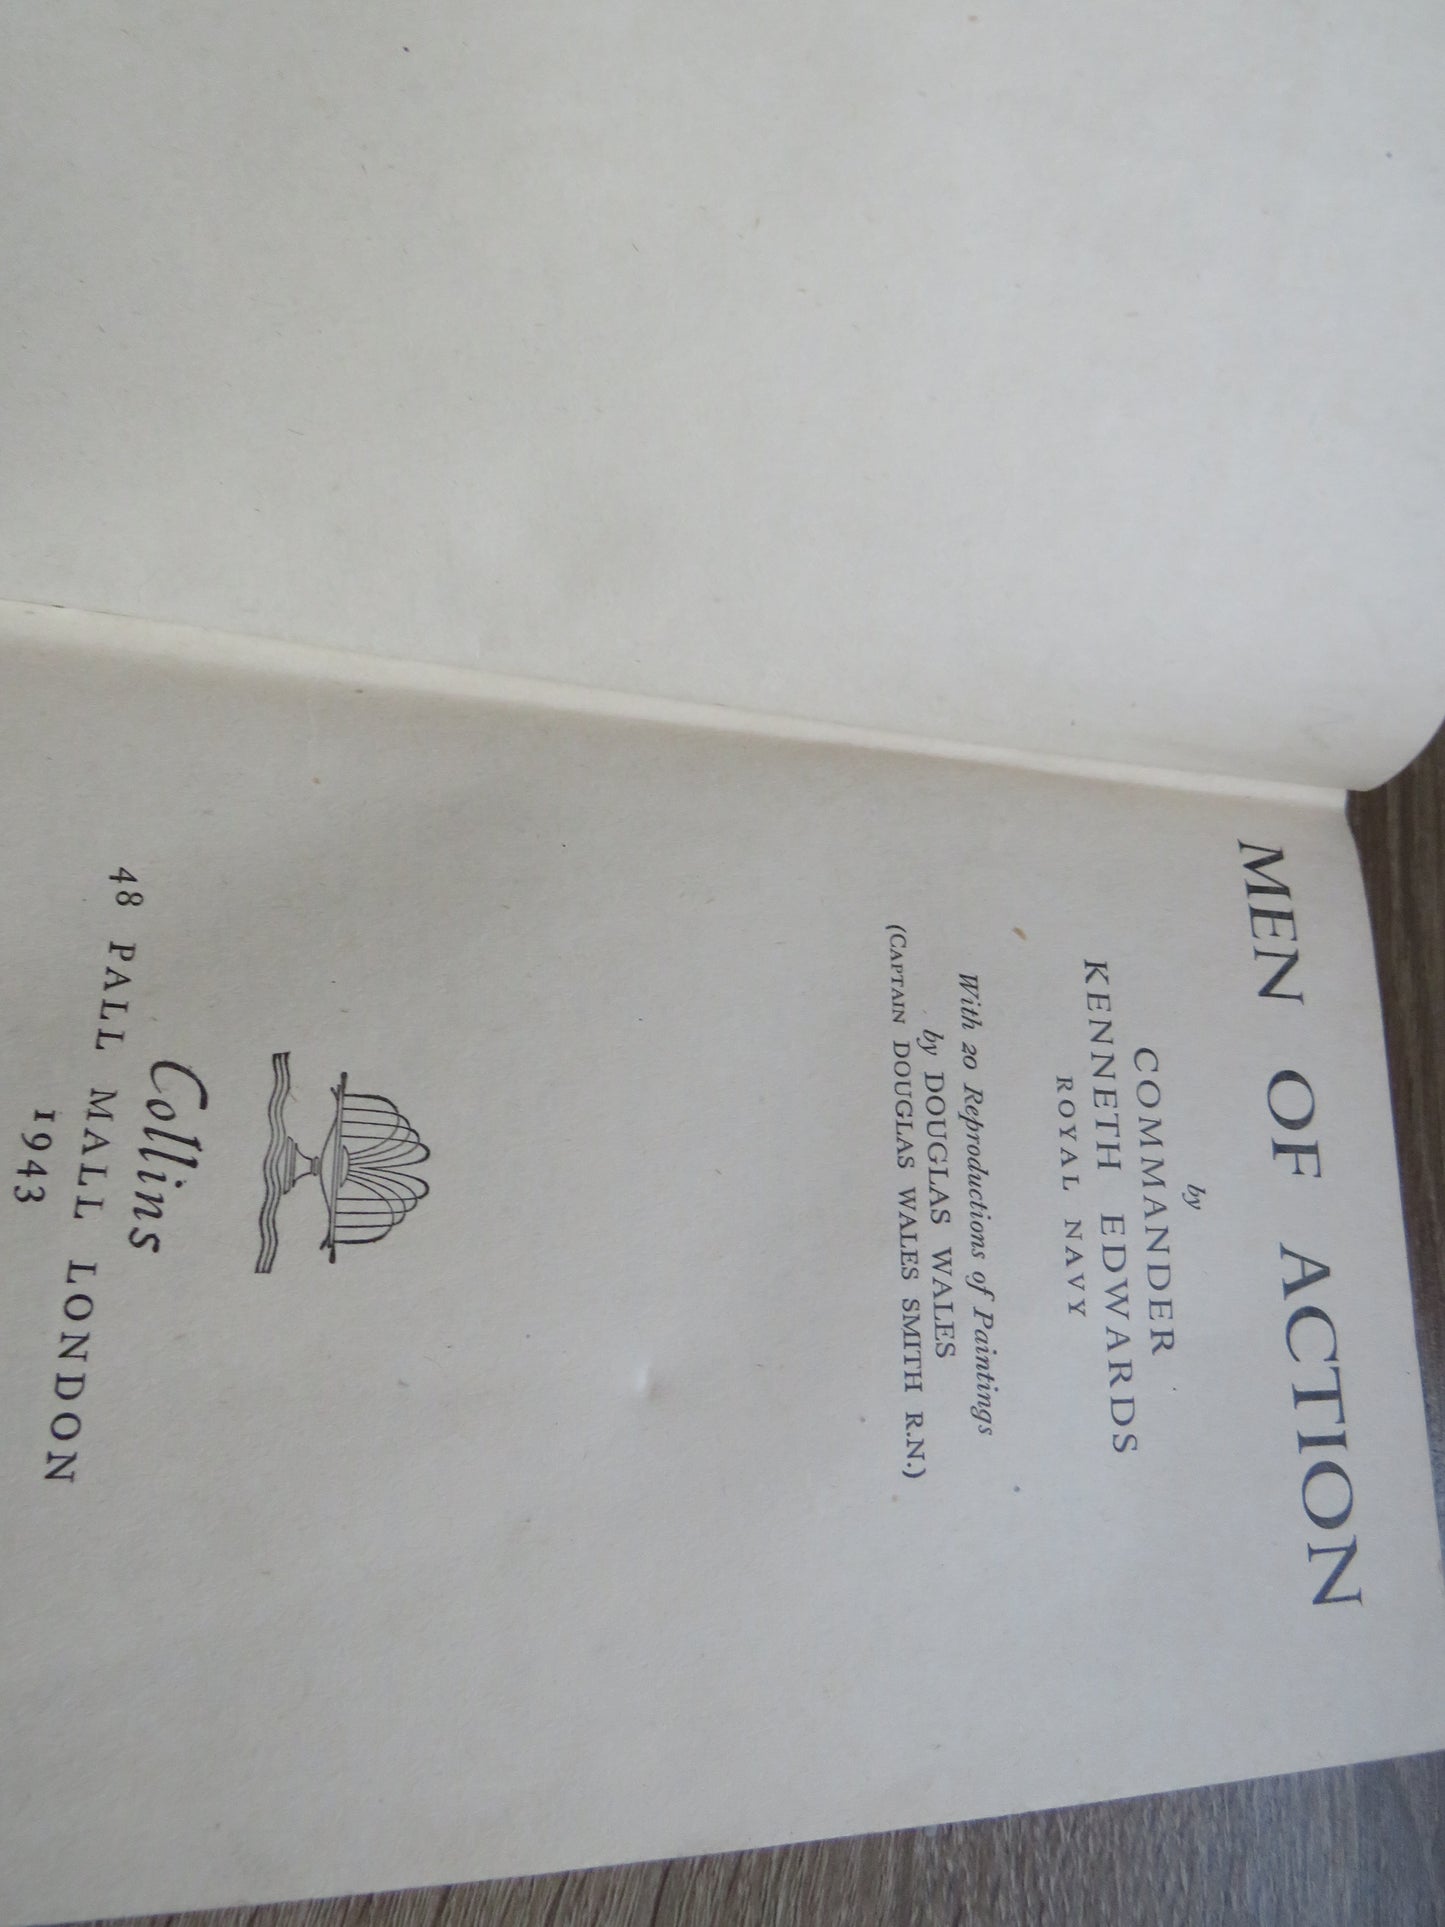 MEN OF ACTION
by
COMMANDER
KENNETH EDWARDS
ROYAL NAVY
With 20 Reproductions of Paintings
by DOUGLAS WALES
(CAPTAIN DOUGLAS WALES SMITH R.N.)
Collins
48 PALL MALL LONDON
1943